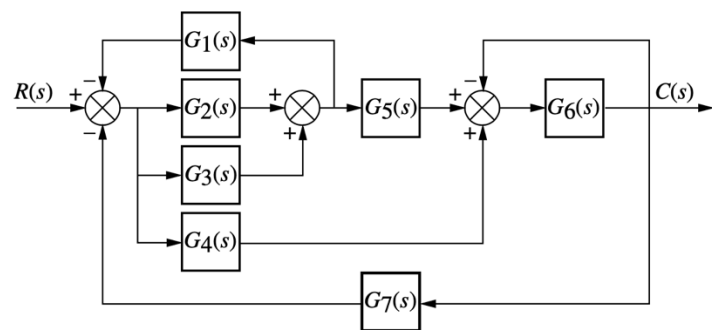 G1(s)
R(s) + − − G2(s) + + G5(s) + − + G6(s) C(s)
G3(s)
G4(s)
G7(s)